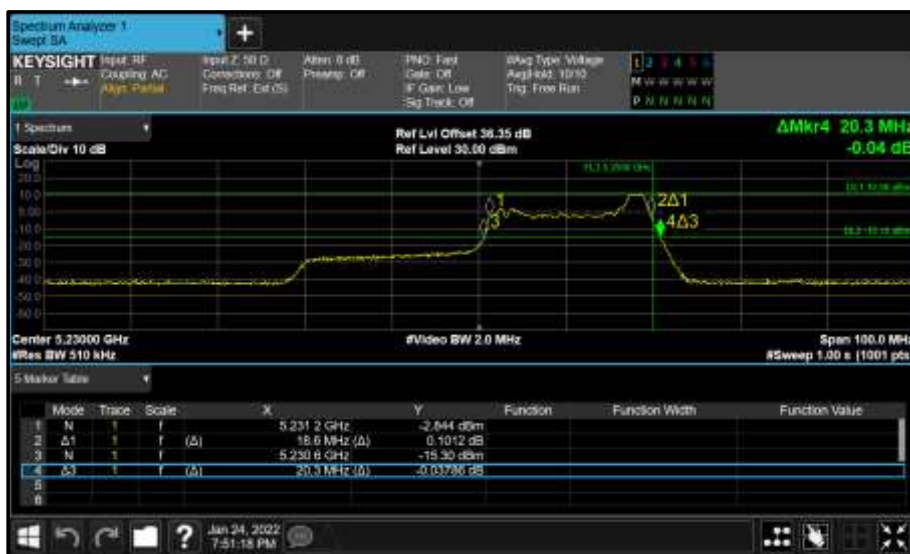 Spectrum Analyzer 1
Swept SA
KEYSIGHT
R T
Input: RF
Coupling: AC
Align: Partial
Input Z: 50 Ω
Corrections: Off
Freq Ref: Ext (S)
Atten: 6 dB
Preamp: Off
PNO: Fast
Gate: Off
IF Gain: Low
Sig Track: Off
#Avg Type: Voltage
Avg|Hold: 10/10
Trig: Free Run
1 2 3 4 5 6
M W W W W W
P N N N N N
1 Spectrum
Scale/Div 10 dB
Ref Lvl Offset 36.35 dB
Ref Level 30.00 dBm
ΔMkr4 20.3 MHz
-0.04 dB
Log
20.0
10.0
0.00
-10.0
-20.0
-30.0
-40.0
-50.0
-60.0
1
3
2Δ1
4Δ3
Center 5.23000 GHz
#Res BW 510 kHz
#Video BW 2.0 MHz
Span 100.0 MHz
#Sweep 1.00 s (1001 pts)
5 Marker Table
Mode Trace Scale X Y Function Function Width Function Value
1 N 1 f 5.231 2 GHz -2.844 dBm
2 Δ1 1 f (Δ) 18.6 MHz (Δ) 0.1012 dB
3 N 1 f 5.230 6 GHz -15.30 dBm
4 Δ3 1 f (Δ) 20.3 MHz (Δ) -0.03786 dB
5
6
?
Jan 24, 2022
7:51:18 PM